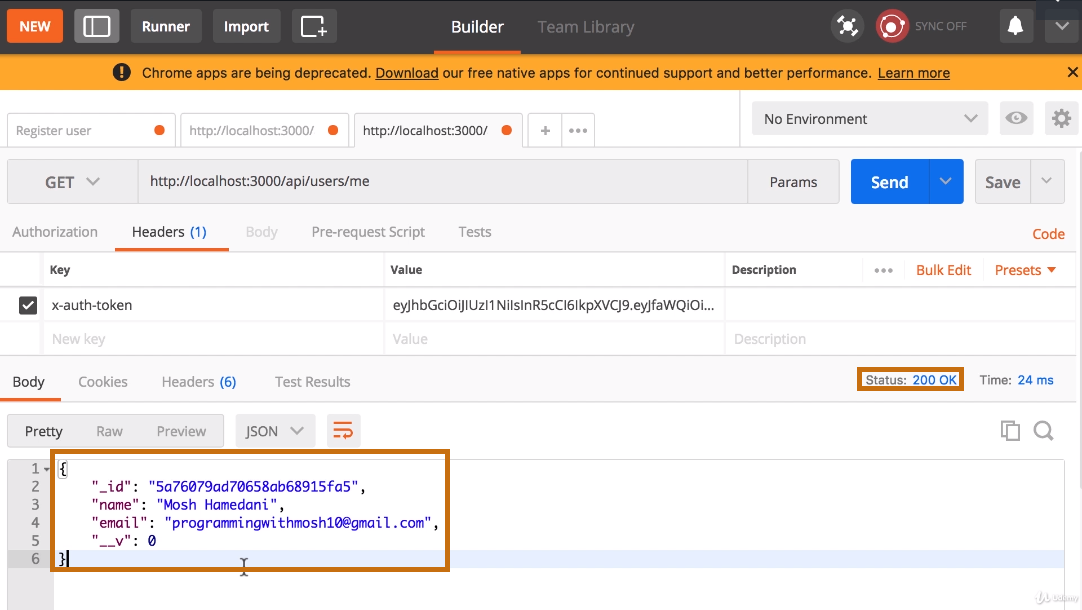 NEW Runner Import Builder Team Library SYNC OFF
Chrome apps are being deprecated. Download our free native apps for continued support and better performance. Learn more
Register user http://localhost:3000/ http://localhost:3000/ + ••• No Environment
GET http://localhost:3000/api/users/me Params Send Save
Authorization Headers (1) Body Pre-request Script Tests Code
Key Value Description ••• Bulk Edit Presets
x-auth-token eyJhbGciOiJIUzI1NiIsInR5cCI6IkpXVCJ9.eyJfaWQiOi...
New key Value Description
Body Cookies Headers (6) Test Results Status: 200 OK Time: 24 ms
Pretty Raw Preview JSON
1 {
2 "_id": "5a76079ad70658ab68915fa5",
3 "name": "Mosh Hamedani",
4 "email": "programmingwithmosh10@gmail.com",
5 "__v": 0
6 }
Udemy